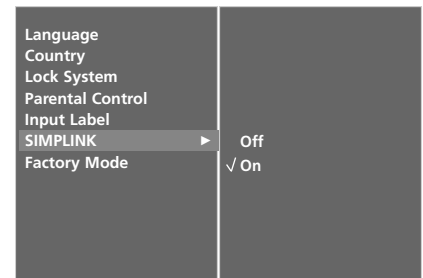 Language
Country
Lock System
Parental Control
Input Label
SIMPLINK ►
Factory Mode
Off
√ On